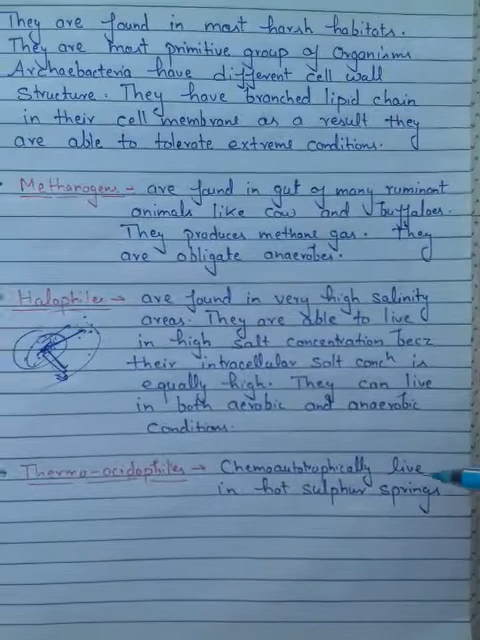 They are found in most harsh habitats.
They are most primitive group of Organisms
Archaebacteria have different cell wall
Structure. They have branched lipid chain
in their cell membrane as a result they
are able to tolerate extreme conditions.
Methanogens → are found in gut of many ruminant
animals like cow and buffaloes.
They produces methane gas. They
are obligate anaerobes.
Halophiles → are found in very high salinity
areas. They are able to live
in high salt concentration becz
their intracellular salt concn is
equally high. They can live
in both aerobic and anaerobic
Conditions.
Thermo-acidophiles → Chemoautotrophically live
in hot sulphur springs